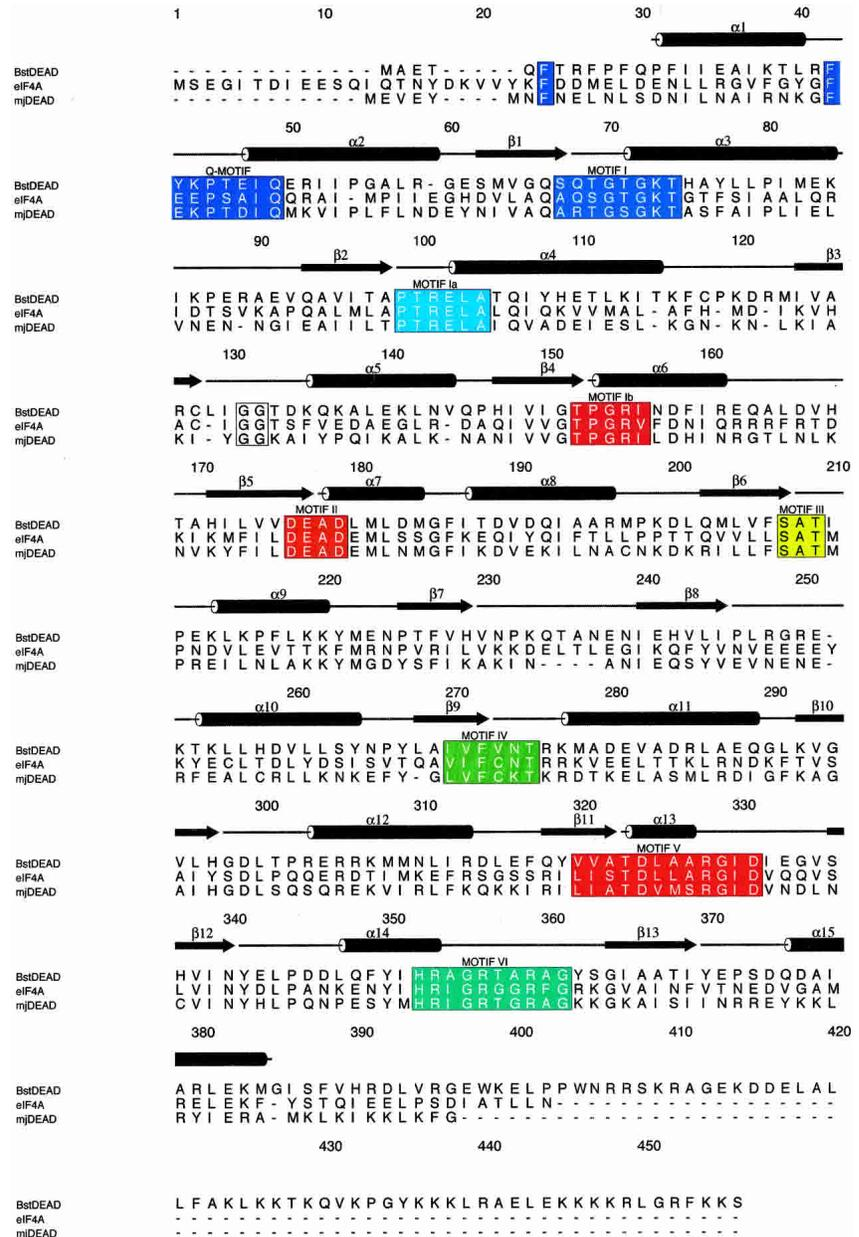 1 10 20 30 40
α1
BstDEAD - - - - - - - - - - - - - M A E T - - - - - Q F T R F P F Q P F I I E A I K T L R F
eIF4A M S E G I T D I E E S Q I Q T N Y D K V V Y K F D D M E L D E N L L R G V F G Y G F
mjDEAD - - - - - - - - - - - - M E V E Y - - - - M N F N E L N L S D N I L N A I R N K G F
50 60 70 80
α2 β1 α3
Q-MOTIF MOTIF I
BstDEAD Y K P T E I Q E R I I P G A L R - G E S M V G Q S Q T G T G K T H A Y L L P I M E K
eIF4A E E P S A I Q Q R A I - M P I I E G H D V L A Q A Q S G T G K T G T F S I A A L Q R
mjDEAD E K P T D I Q M K V I P L F L N D E Y N I V A Q A R T G S G K T A S F A I P L I E L
90 100 110 120
β2 α4 β3
MOTIF Ia
BstDEAD I K P E R A E V Q A V I T A P T R E L A T Q I Y H E T L K I T K F C P K D R M I V A
eIF4A I D T S V K A P Q A L M L A P T R E L A L Q I Q K V V M A L - A F H - M D - I K V H
mjDEAD V N E N - N G I E A I I L T P T R E L A I Q V A D E I E S L - K G N - K N - L K I A
130 140 150 160
α5 β4 α6
MOTIF Ib
BstDEAD R C L I G G T D K Q K A L E K L N V Q P H I V I G T P G R I N D F I R E Q A L D V H
eIF4A A C - I G G T S F V E D A E G L R - D A Q I V V G T P G R V F D N I Q R R R F R T D
mjDEAD K I - Y G G K A I Y P Q I K A L K - N A N I V V G T P G R I L D H I N R G T L N L K
170 180 190 200 210
β5 α7 α8 β6
MOTIF II MOTIF III
BstDEAD T A H I L V V D E A D L M L D M G F I T D V D Q I A A R M P K D L Q M L V F S A T I
eIF4A K I K M F I L D E A D E M L S S G F K E Q I Y Q I F T L L P P T T Q V V L L S A T M
mjDEAD N V K Y F I L D E A D E M L N M G F I K D V E K I L N A C N K D K R I L L F S A T M
220 230 240 250
α9 β7 β8
BstDEAD P E K L K P F L K K Y M E N P T F V H V N P K Q T A N E N I E H V L I P L R G R E -
eIF4A P N D V L E V T T K F M R N P V R I L V K K D E L T L E G I K Q F Y V N V E E E E Y
mjDEAD P R E I L N L A K K Y M G D Y S F I K A K I N - - - - A N I E Q S Y V E V N E N E -
260 270 280 290
α10 β9 α11 β10
MOTIF IV
BstDEAD K T K L L H D V L L S Y N P Y L A I V F V N T R K M A D E V A D R L A E Q G L K V G
eIF4A K Y E C L T D L Y D S I S V T Q A V I F C N T R R K V E E L T T K L R N D K F T V S
mjDEAD R F E A L C R L L K N K E F Y - G L V F C K T K R D T K E L A S M L R D I G F K A G
300 310 320 330
α12 β11 α13
MOTIF V
BstDEAD V L H G D L T P R E R R K M M N L I R D L E F Q Y V V A T D L A A R G I D I E G V S
eIF4A A I Y S D L P Q Q E R D T I M K E F R S G S S R I L I S T D L L A R G I D V Q Q V S
mjDEAD A I H G D L S Q S Q R E K V I R L F K Q K K I R I L I A T D V M S R G I D V N D L N
340 350 360 370
β12 α14 β13 α15
MOTIF VI
BstDEAD H V I N Y E L P D D L Q F Y I H R A G R T A R A G Y S G I A A T I Y E P S D Q D A I
eIF4A L V I N Y D L P A N K E N Y I H R I G R G G R F G R K G V A I N F V T N E D V G A M
mjDEAD C V I N Y H L P Q N P E S Y M H R I G R T G R A G K K G K A I S I I N R R E Y K K L
380 390 400 410 420
BstDEAD A R L E K M G I S F V H R D L V R G E W K E L P P W N R R S K R A G E K D D E L A L
eIF4A R E L E K F - Y S T Q I E E L P S D I A T L L N - - - - - - - - - - - - - - - - - -
mjDEAD R Y I E R A - M K L K I K K L K F G - - - - - - - - - - - - - - - - - - - - - - - -
430 440 450
BstDEAD L F A K L K K T K Q V K P G Y K K K L R A E L E K K K K R L G R F K K S
eIF4A - - - - - - - - - - - - - - - - - - - - - - - - - - - - - - - - - - - -
mjDEAD - - - - - - - - - - - - - - - - - - - - - - - - - - - - - - - - - - - -